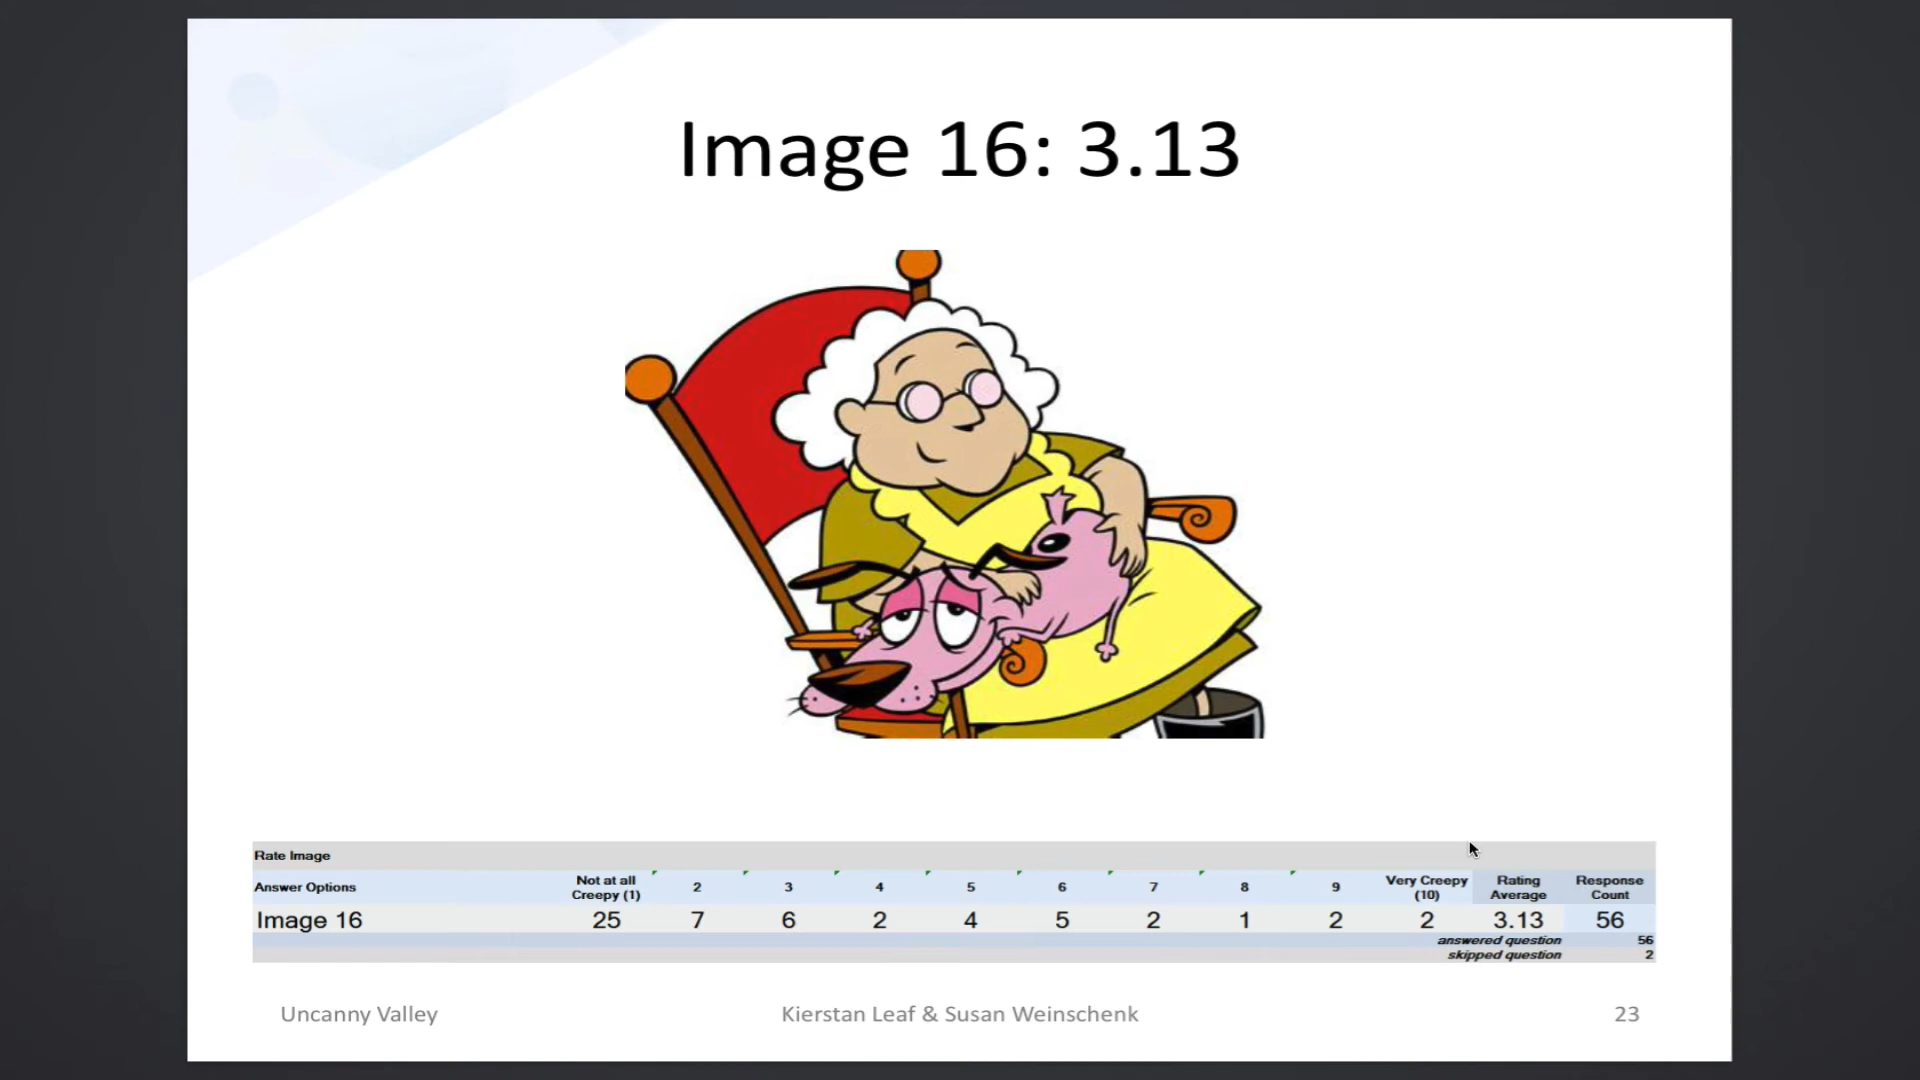 Image 16: 3.13
Rate Image
Answer Options Not at all Creepy (1) 2 3 4 5 6 7 8 9 Very Creepy (10) Rating Average Response Count
Image 16 25 7 6 2 4 5 2 1 2 2 3.13 56
answered question 56
skipped question 2
Uncanny Valley Kierstan Leaf & Susan Weinschenk 23